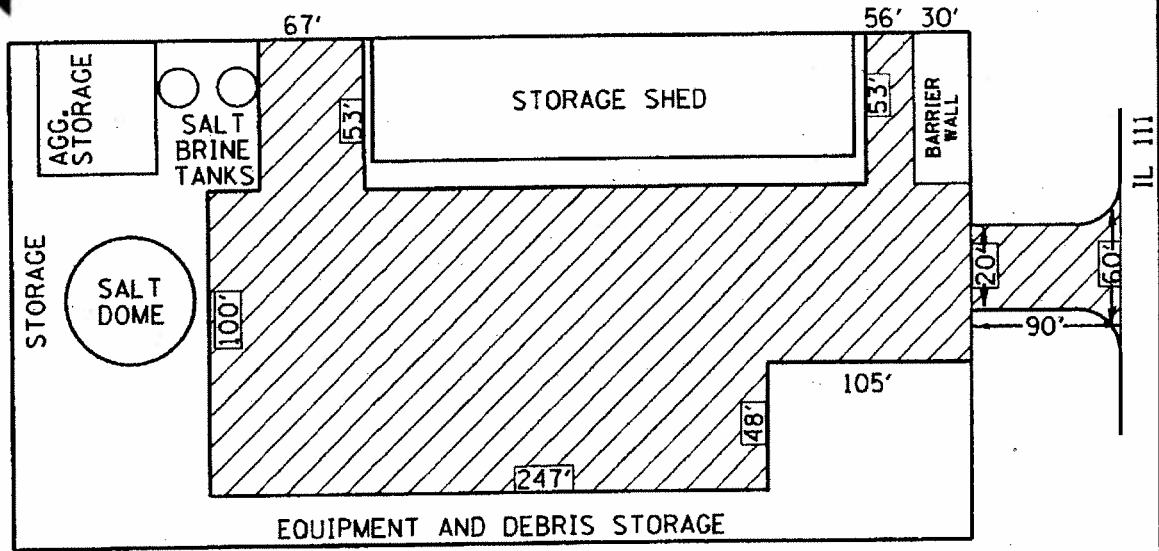 67'
56' 30'
AGG.
STORAGE
SALT
BRINE
TANKS
53'
STORAGE SHED
53'
BARRIER
WALL
IL 111
STORAGE
SALT
DOME
100'
20'
60'
90'
105'
48'
247'
EQUIPMENT AND DEBRIS STORAGE